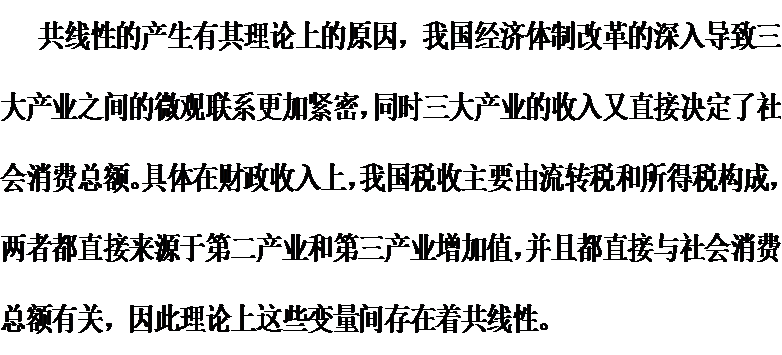 共线性的产生有其理论上的原因，我国经济体制改革的深入导致三
大产业之间的微观联系更加紧密,同时三大产业的收入又直接决定了社
会消费总额。具体在财政收入上,我国税收主要由流转税和所得税构成,
两者都直接来源于第二产业和第三产业增加值,并且都直接与社会消费
总额有关，因此理论上这些变量间存在着共线性。